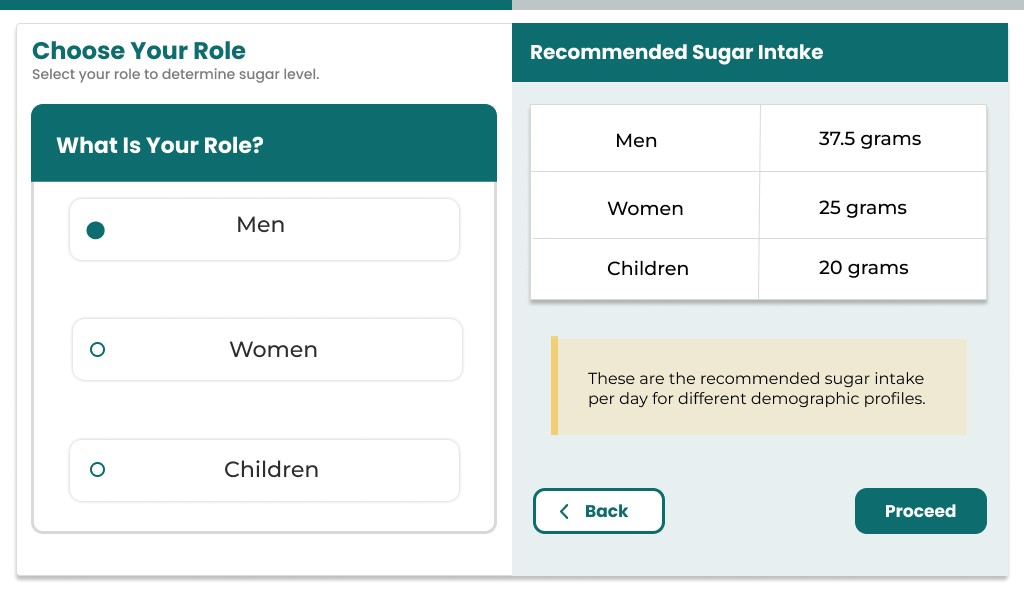 Choose Your Role
Select your role to determine sugar level.
What Is Your Role?
Men
Women
Children
Recommended Sugar Intake
Men 37.5 grams
Women 25 grams
Children 20 grams
These are the recommended sugar intake
per day for different demographic profiles.
Back
Proceed